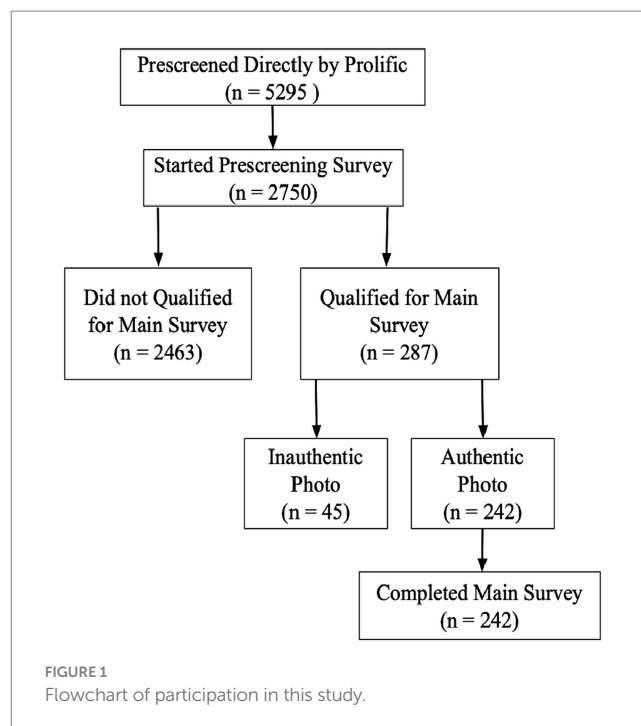 Prescreened Directly by Prolific
(n = 5295 )
Started Prescreening Survey
(n = 2750)
Did not Qualified
for Main Survey
(n = 2463)
Qualified for Main
Survey
(n = 287)
Inauthentic
Photo
(n = 45)
Authentic
Photo
(n = 242)
Completed Main Survey
(n = 242)
FIGURE 1
Flowchart of participation in this study.